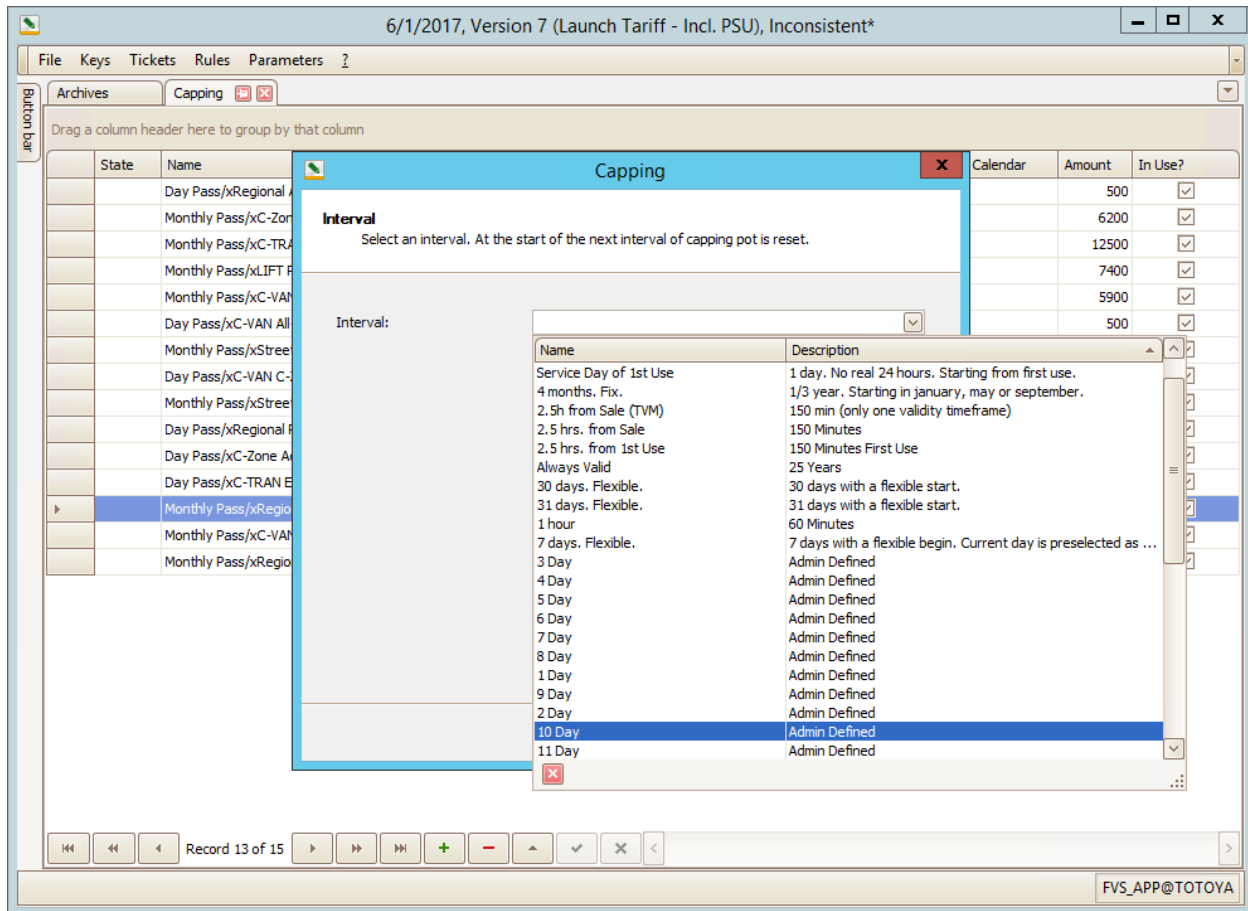 6/1/2017, Version 7 (Launch Tariff - Incl. PSU), Inconsistent*
File Keys Tickets Rules Parameters ?
Button bar
Archives Capping
Drag a column header here to group by that column
State Name Calendar Amount In Use?
Capping
Interval
Select an interval. At the start of the next interval of capping pot is reset.
Day Pass/xRegional 500
Monthly Pass/xC-Zon 6200
Monthly Pass/xC-TRA 12500
Monthly Pass/xLIFT 7400
Monthly Pass/xC-VAN 5900
Day Pass/xC-VAN All 500
Interval:
Monthly Pass/xStree
Day Pass/xC-VAN C-
Monthly Pass/xStree
Day Pass/xRegional
Day Pass/xC-Zone A
Day Pass/xC-TRAN E
Monthly Pass/xRegio
Monthly Pass/xC-VAN
Monthly Pass/xRegio
Name Description
Service Day of 1st Use 1 day. No real 24 hours. Starting from first use.
4 months. Fix. 1/3 year. Starting in january, may or september.
2.5h from Sale (TVM) 150 min (only one validity timeframe)
2.5 hrs. from Sale 150 Minutes
2.5 hrs. from 1st Use 150 Minutes First Use
Always Valid 25 Years
30 days. Flexible. 30 days with a flexible start.
31 days. Flexible. 31 days with a flexible start.
1 hour 60 Minutes
7 days. Flexible. 7 days with a flexible begin. Current day is preselected as ...
3 Day Admin Defined
4 Day Admin Defined
5 Day Admin Defined
6 Day Admin Defined
7 Day Admin Defined
8 Day Admin Defined
1 Day Admin Defined
9 Day Admin Defined
2 Day Admin Defined
10 Day Admin Defined
11 Day Admin Defined
Record 13 of 15
FVS_APP@TOTOYA